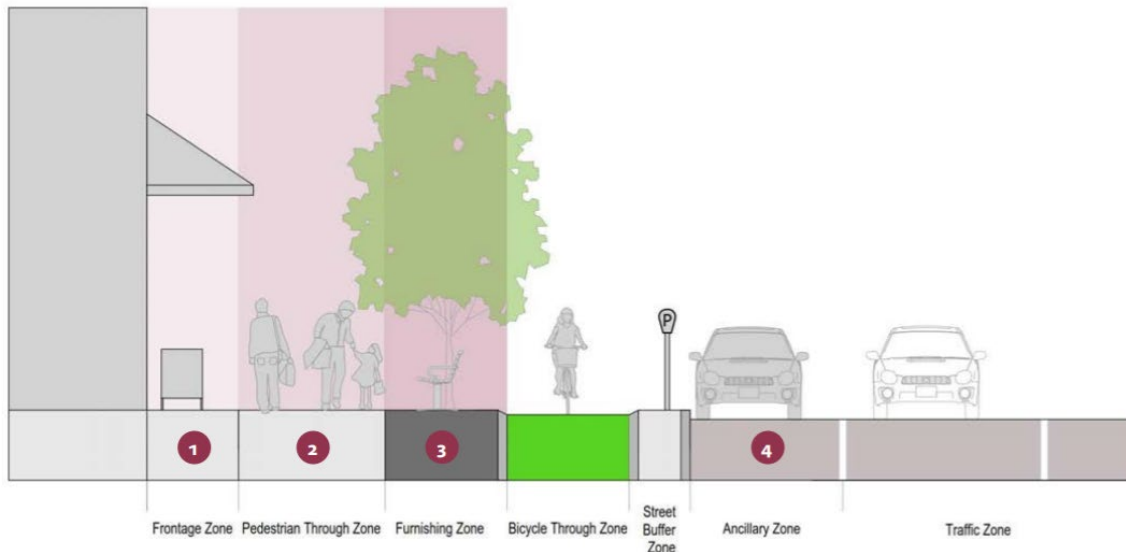 P
1
2
3
4
Frontage Zone
Pedestrian Through Zone
Furnishing Zone
Bicycle Through Zone
Street
Buffer
Zone
Ancillary Zone
Traffic Zone